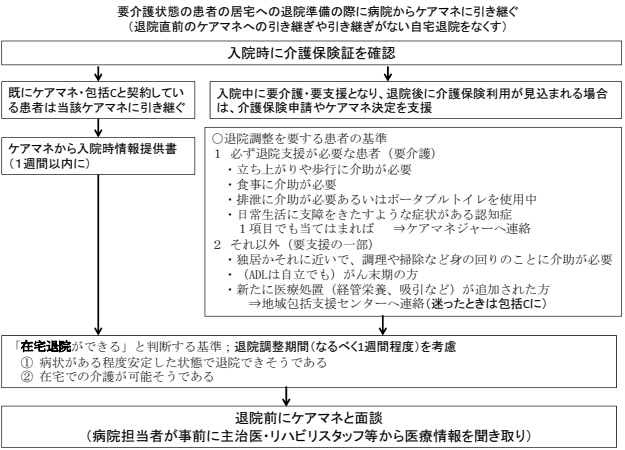 要介護状態の患者の居宅への退院準備の際に病院からケアマネに引き継ぐ
(退院直前のケアマネへの引き継ぎや引き継ぎがない自宅退院をなくす)
入院時に介護保険証を確認
既にケアマネ・包括Cと契約してい
る患者は当該ケアマネに引き継ぐ
入院中に要介護・要支援となり、退院後に介護保険利用が見込まれる場合
は、介護保険申請やケアマネ決定を支援
ケアマネから入院時情報提供書
(1週間以内に)
○退院調整を要する患者の基準
1 必ず退院支援が必要な患者(要介護)
・立ち上がりや歩行に介助が必要
・食事に介助が必要
・排泄に介助が必要あるいはポータブルトイレを使用中
・日常生活に支障をきたすような症状がある認知症
1項目でも当てはまれば ⇒ケアマネジャーへ連絡
2 それ以外(要支援の一部)
・独居かそれに近いで、調理や掃除など身の回りのことに介助が必要
・(ADLは自立でも)がん末期の方
・新たに医療処置(経管栄養、吸引など)が追加された方
⇒地域包括支援センターへ連絡(迷ったときは包括Cに)
「在宅退院ができる」と判断する基準;退院調整期間(なるべく1週間程度)を考慮
① 病状がある程度安定した状態で退院できそうである
② 在宅での介護が可能そうである
退院前にケアマネと面談
(病院担当者が事前に主治医・リハビリスタッフ等から医療情報を聞き取り)